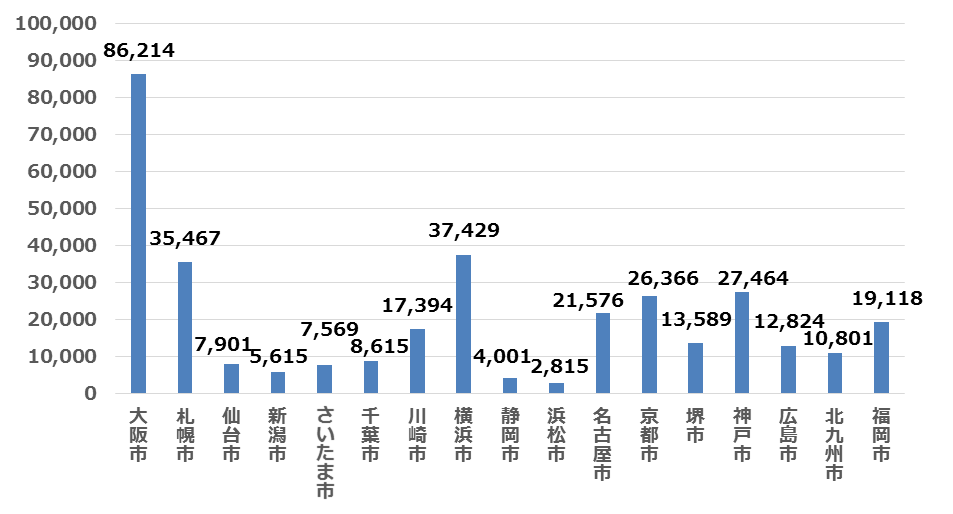 100,000
90,000
80,000
70,000
60,000
50,000
40,000
30,000
20,000
10,000
0
86,214
35,467
7,901
5,615
7,569
8,615
17,394
37,429
4,001
2,815
21,576
26,366
13,589
27,464
12,824
10,801
19,118
大阪市
札幌市
仙台市
新潟市
さいたま市
千葉市
川崎市
横浜市
静岡市
浜松市
名古屋市
京都市
堺市
神戸市
広島市
北九州市
福岡市